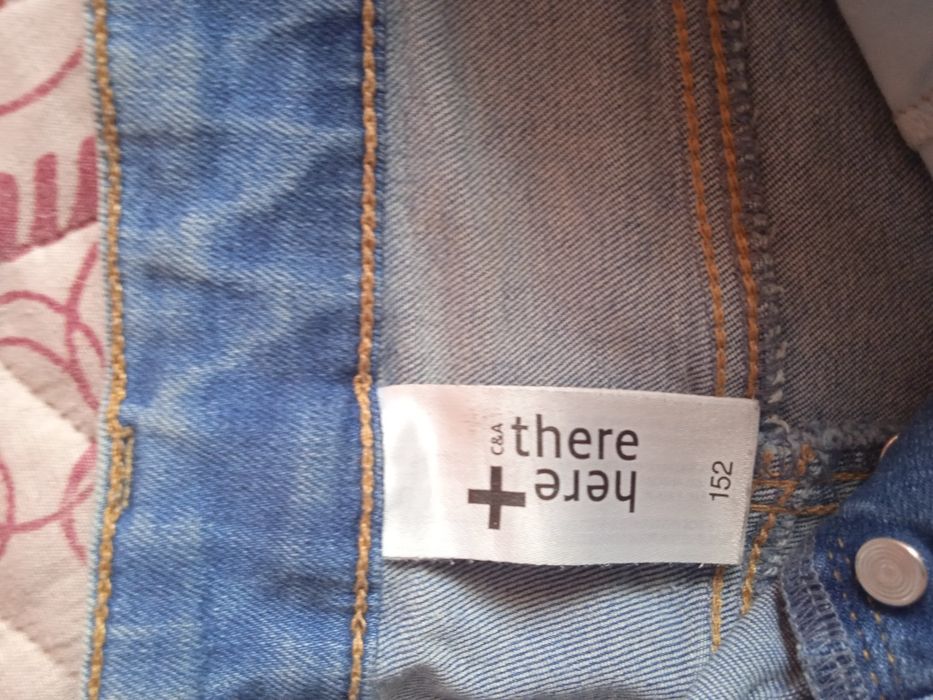 C&A
there
+ here
152